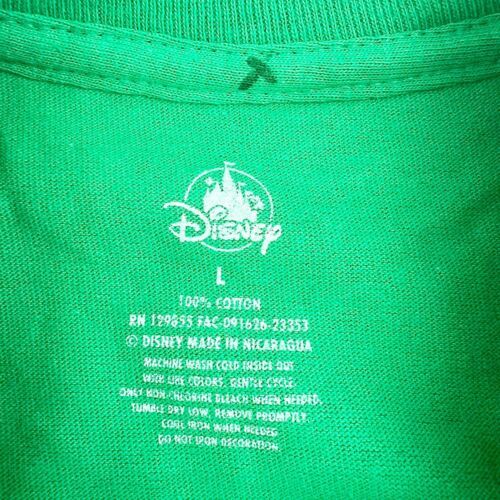 Disney
L
100% COTTON
RN 129855 FAC-091626-23353
© DISNEY MADE IN NICARAGUA
MACHINE WASH COLD INSIDE OUT
WITH LIKE COLORS, GENTLE CYCLE.
ONLY NON CHLORINE BLEACH WHEN NEEDED.
TUMBLE DRY LOW, REMOVE PROMPTLY.
COOL IRON WHEN NEEDED
DO NOT IRON DECORATION.